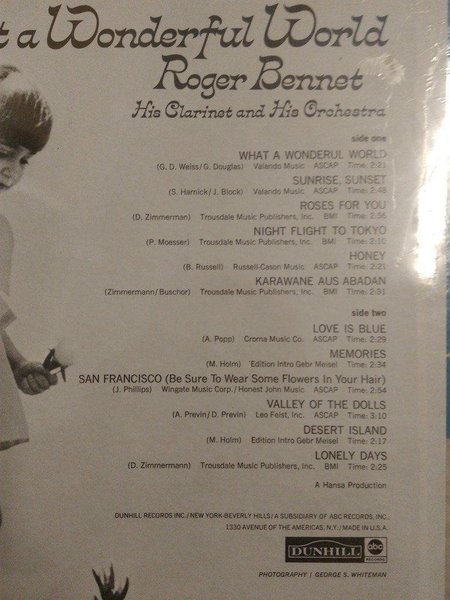 t a Wonderful World
Roger Bennet
His Clarinet and His Orchestra
side one
WHAT A WONDERUL WORLD
(G. D. Weiss/G. Douglas) Valando Music ASCAP Time: 2:21
SUNRISE, SUNSET
(S. Harnick/J. Block) Valando Music ASCAP Time: 2:48
ROSES FOR YOU
(D. Zimmerman) Trousdale Music Publishers, Inc. BMI Time: 2:56
NIGHT FLIGHT TO TOKYO
(P. Moesser) Trousdale Music Publishers, Inc. BMI Time: 2:10
HONEY
(B. Russell) Russell-Cason Music ASCAP Time: 2:21
KARAWANE AUS ABADAN
(Zimmermann/Buschor) Trousdale Music Publishers, Inc. BMI Time: 2:31
side two
LOVE IS BLUE
(A. Popp) Croma Music Co. ASCAP Time: 2:29
MEMORIES
(M. Holm) Edition Intro Gebr Meisel Time: 2:34
SAN FRANCISCO (Be Sure To Wear Some Flowers In Your Hair)
(J. Phillips) Wingate Music Corp./Honest John Music ASCAP Time: 2:54
VALLEY OF THE DOLLS
(A. Previn/D. Previn) Leo Feist, Inc. ASCAP Time: 3:10
DESERT ISLAND
(M. Holm) Edition Intro Gebr Meisel Time: 2:17
LONELY DAYS
(D. Zimmermann) Trousdale Music Publishers, Inc. BMI Time: 2:25
A Hansa Production
DUNHILL RECORDS INC./NEW YORK-BEVERLY HILLS/A SUBSIDIARY OF ABC RECORDS, INC.
1330 AVENUE OF THE AMERICAS, N.Y./MADE IN U.S.A.
DUNHILL abc
RECORDS
PHOTOGRAPHY / GEORGE S. WHITEMAN